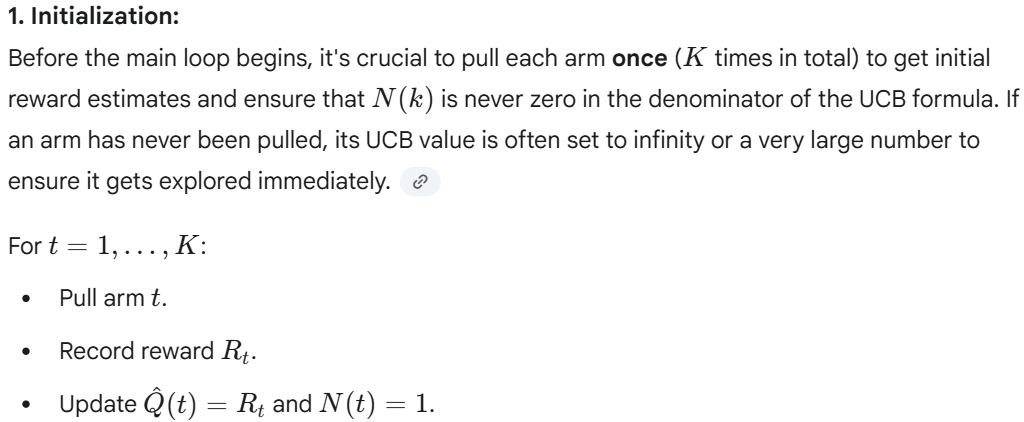 1. Initialization:
Before the main loop begins, it's crucial to pull each arm once (K times in total) to get initial
reward estimates and ensure that N(k) is never zero in the denominator of the UCB formula. If
an arm has never been pulled, its UCB value is often set to infinity or a very large number to
ensure it gets explored immediately.
For t = 1, . . . , K:
• Pull arm t.
• Record reward Rₜ.
• Update Q̂(t) = Rₜ and N(t) = 1.